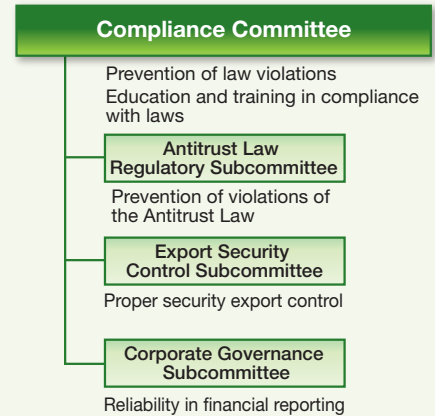 Compliance Committee
Prevention of law violations
Education and training in compliance
with laws
Antitrust Law
Regulatory Subcommittee
Prevention of violations of
the Antitrust Law
Export Security
Control Subcommittee
Proper security export control
Corporate Governance
Subcommittee
Reliability in financial reporting